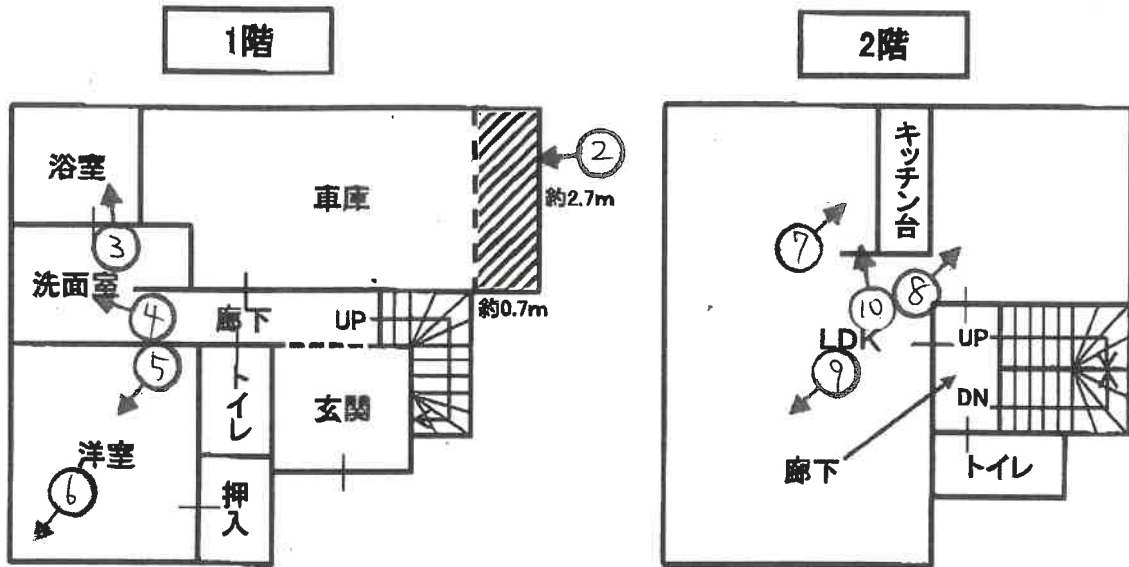 1階
浴室
車庫
②
約2.7m
③
洗面室
④
廊下
UP
約0.7m
⑤
トイレ
玄関
洋室
⑥
押入
2階
キッチン台
⑦
⑧
⑩
LDK
UP
⑨
DN
廊下
トイレ